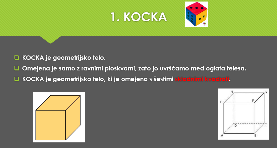 1. KOCKA
KOCKA je geometrijsko telo.
Omejena je samo z ravnimi ploskvami, zato jo uvrščamo med oglata telesa.
KOCKA je geometrijsko telo, ki je omejeno s šestimi